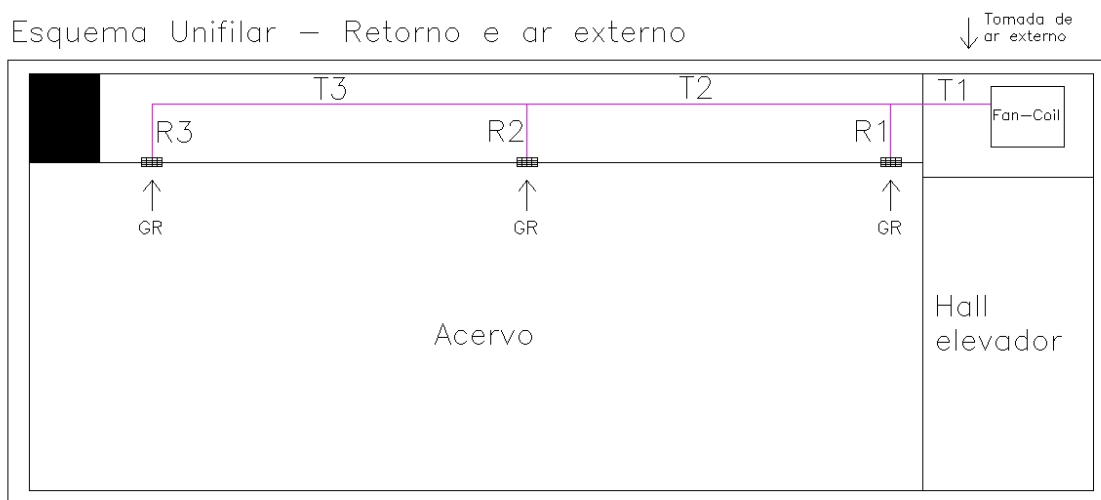 Esquema Unifilar – Retorno e ar externo
Tomada de
ar externo
T3
T2
T1
Fan-Coil
R3
R2
R1
GR
GR
GR
Acervo
Hall
elevador